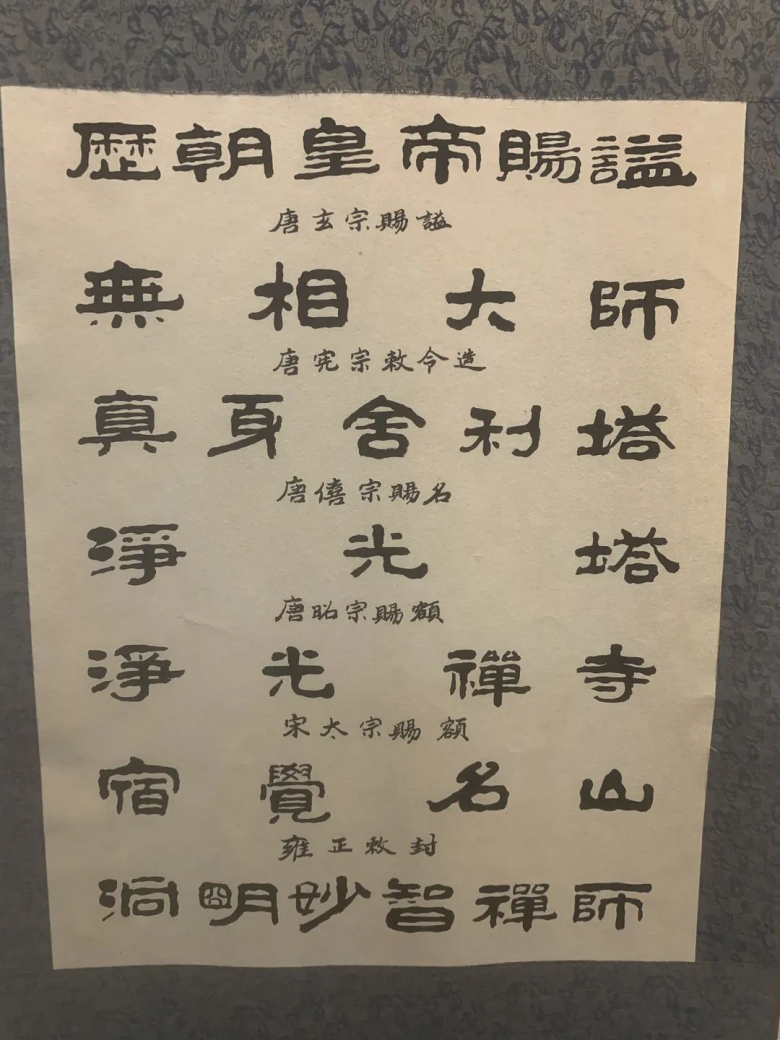 歷朝皇帝賜謚
唐玄宗賜謚
無相大師
唐宪宗敕令造
真身舍利塔
唐僖宗賜名
淨光塔
唐昭宗賜額
淨光禪寺
宋太宗賜額
宿覺名山
雍正敕封
洞明妙智禪師